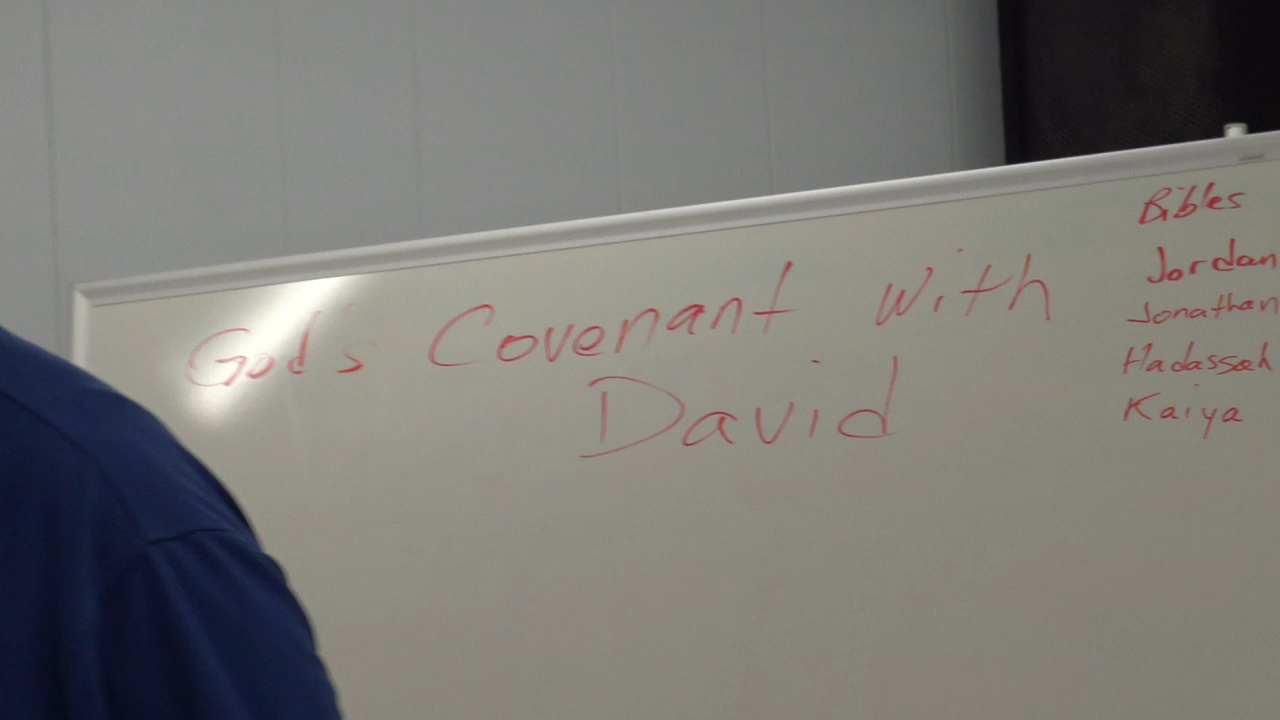 God's Covenant with
David
Bibles
Jordan
Jonathan
Hadassah
Kaiya